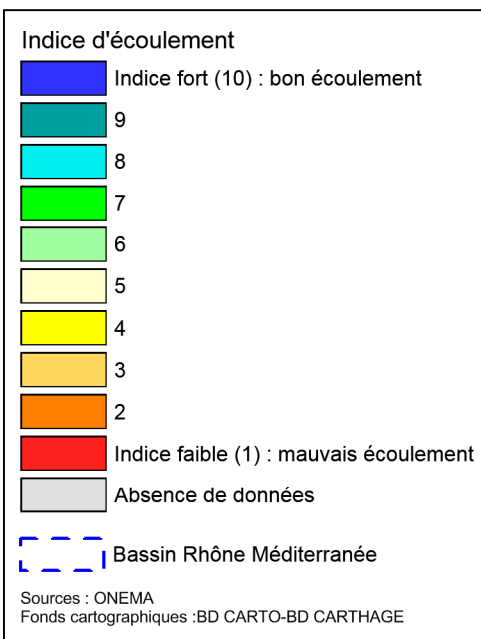 Indice d'écoulement
Indice fort (10) : bon écoulement
9
8
7
6
5
4
3
2
Indice faible (1) : mauvais écoulement
Absence de données
Bassin Rhône Méditerranée
Sources : ONEMA
Fonds cartographiques :BD CARTO-BD CARTHAGE